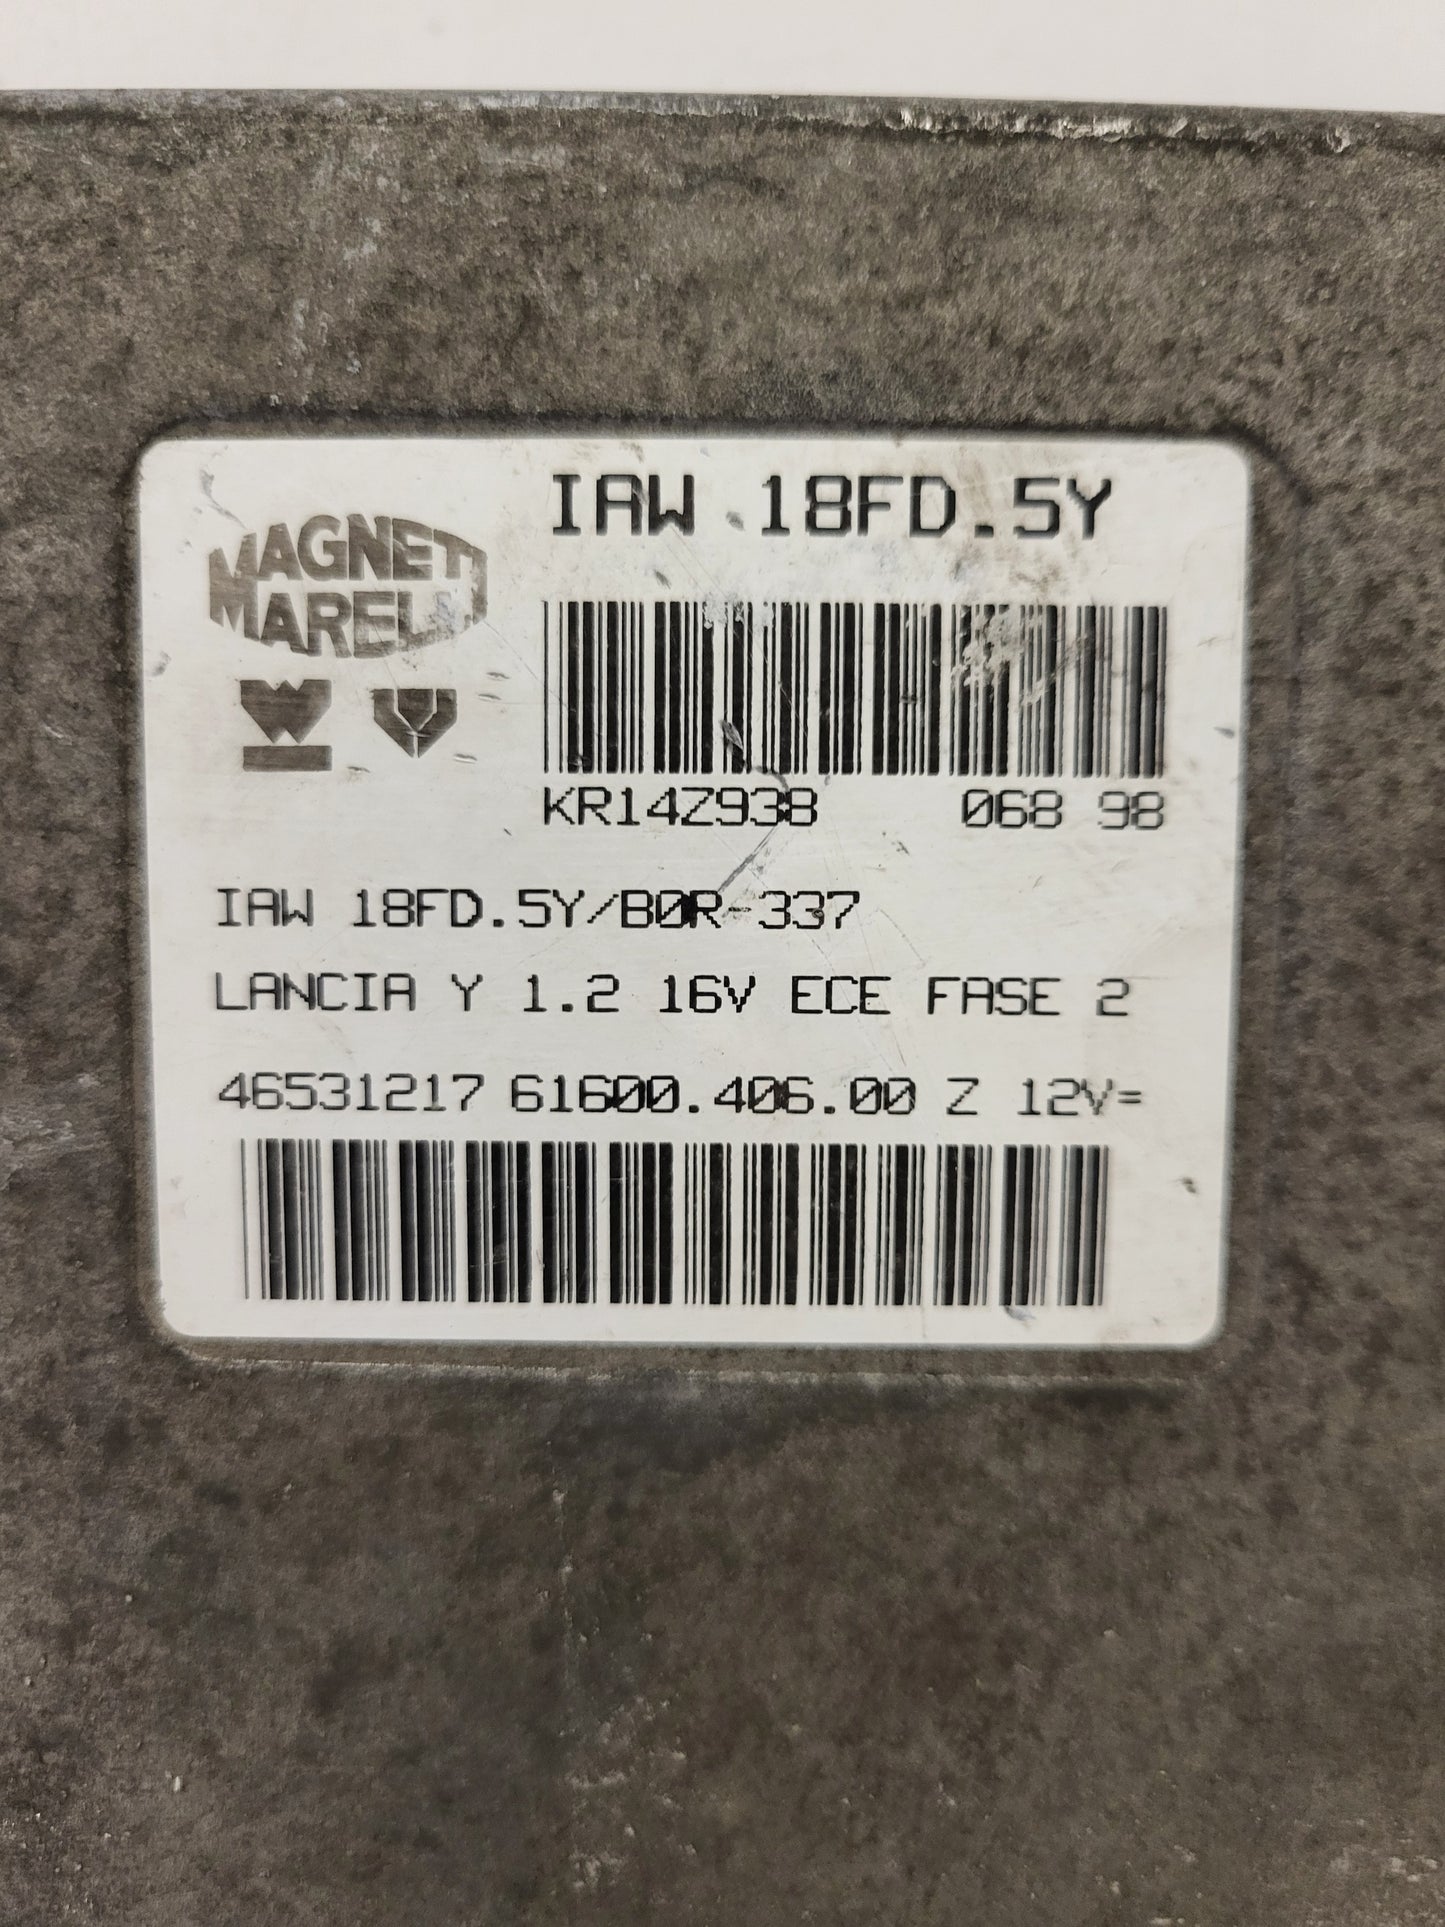 IAW 18FD.5Y
MAGNETI
MARELLI
KR14Z938 068 98
IAW 18FD.5Y/B0R-337
LANCIA Y 1.2 16V ECE FASE 2
46531217 61600.406.00 Z 12V=